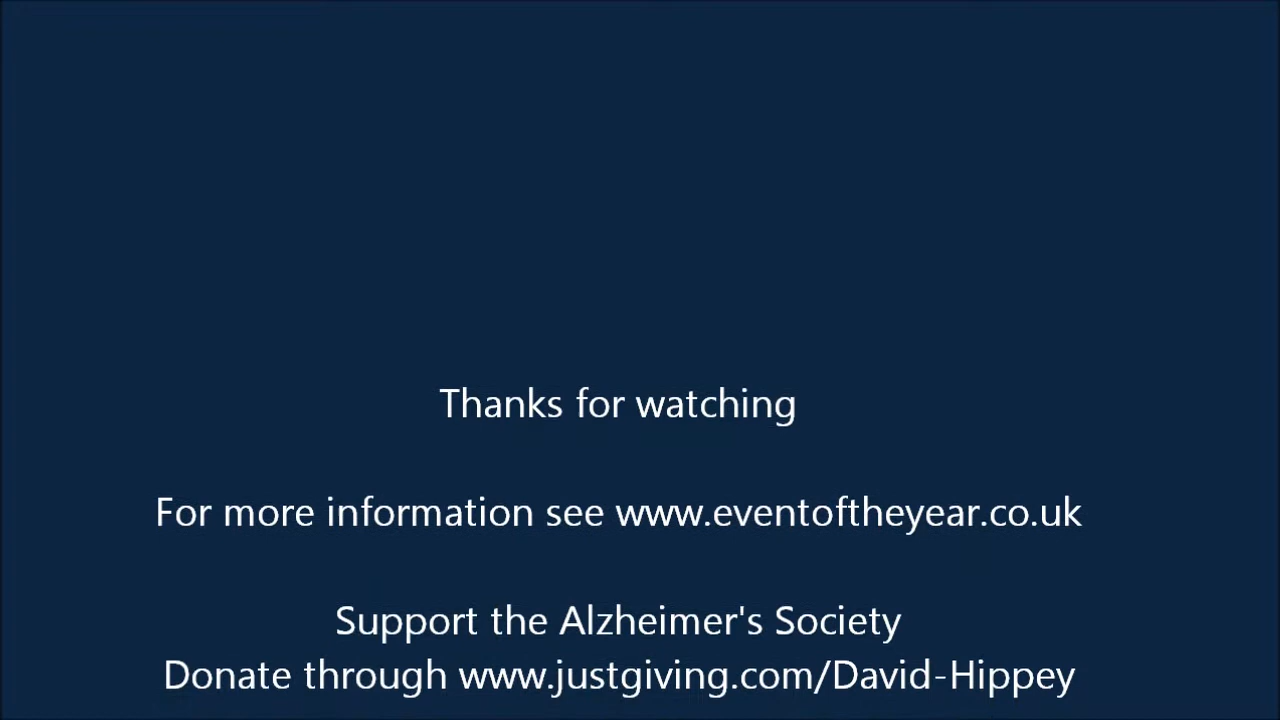 Thanks for watching
For more information see www.eventoftheyear.co.uk
Support the Alzheimer's Society
Donate through www.justgiving.com/David-Hippey